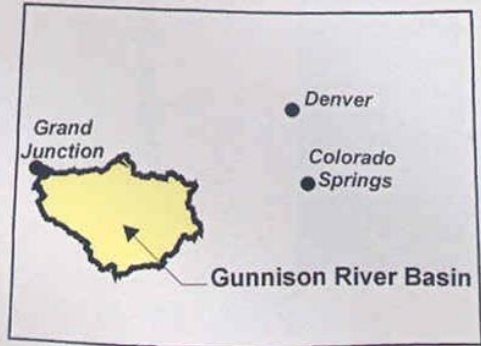 Denver
Grand
Junction
Colorado
Springs
Gunnison River Basin